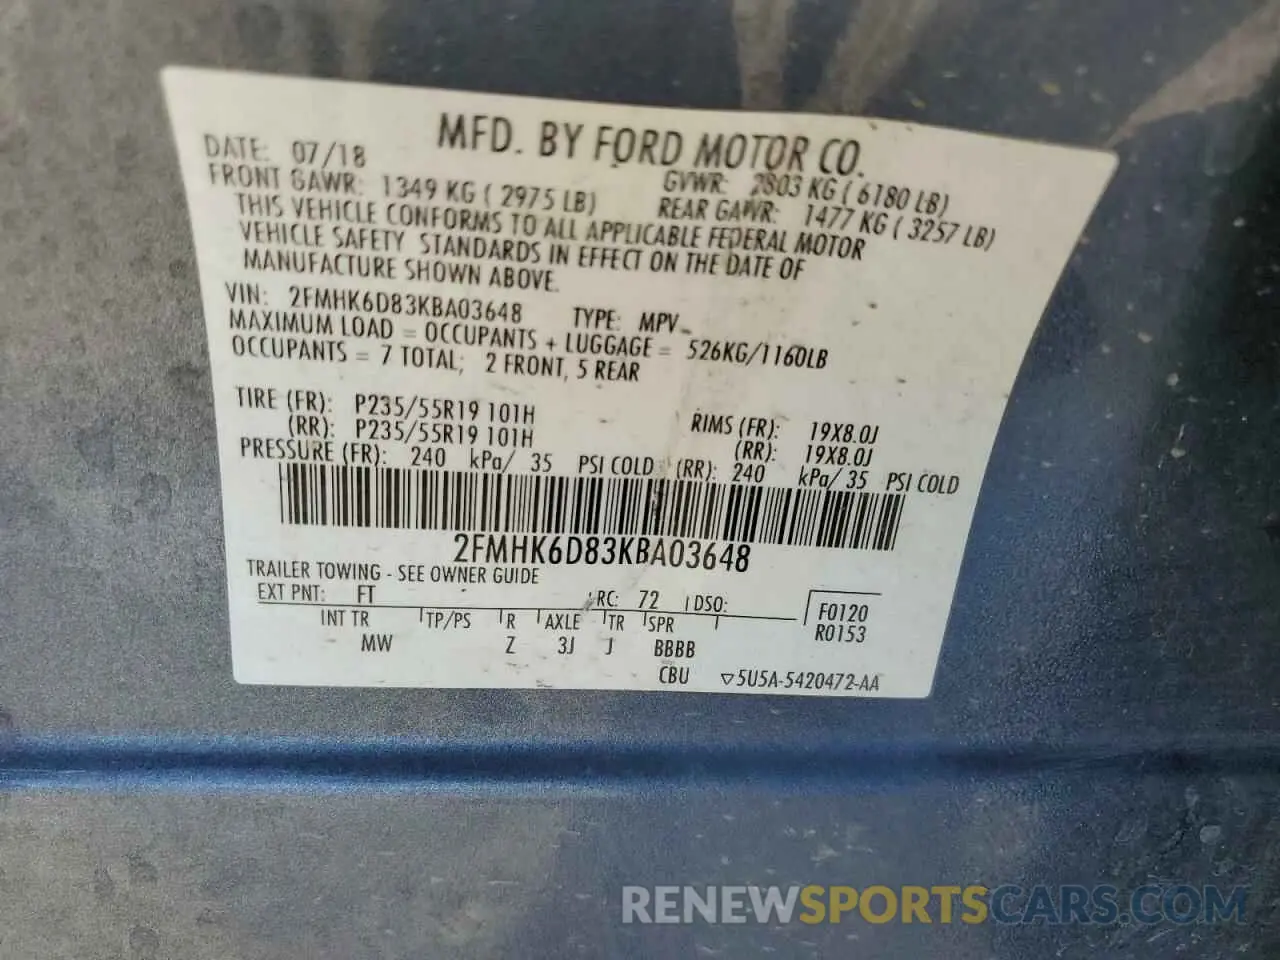 MFD. BY FORD MOTOR CO.
DATE: 07/18 GVWR: 2803 KG ( 6180 LB)
FRONT GAWR: 1349 KG ( 2975 LB) REAR GAWR: 1477 KG ( 3257 LB)
THIS VEHICLE CONFORMS TO ALL APPLICABLE FEDERAL MOTOR
VEHICLE SAFETY STANDARDS IN EFFECT ON THE DATE OF
MANUFACTURE SHOWN ABOVE.
VIN: 2FMHK6D83KBA03648 TYPE: MPV
MAXIMUM LOAD = OCCUPANTS + LUGGAGE = 526KG/1160LB
OCCUPANTS = 7 TOTAL; 2 FRONT, 5 REAR
TIRE (FR): P235/55R19 101H RIMS (FR): 19X8.0J
(RR): P235/55R19 101H (RR): 19X8.0J
PRESSURE (FR): 240 kPa/ 35 PSI COLD (RR): 240 kPa/ 35 PSI COLD
2FMHK6D83KBA03648
TRAILER TOWING - SEE OWNER GUIDE
EXT PNT: FT RC: 72 DSO: F0120
INT TR TP/PS R AXLE TR SPR R0153
MW Z 3J J BBBB
CBU ▽5U5A-5420472-AA
RENEWSPORTSCARS.COM